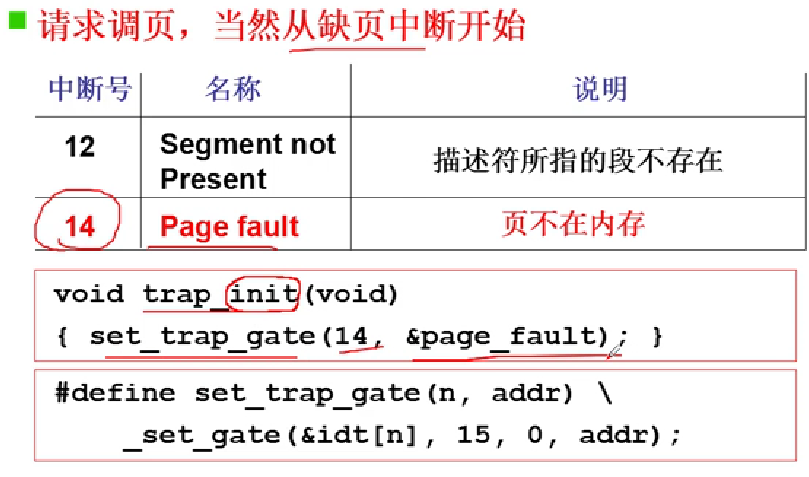 请求调页，当然从缺页中断开始
中断号 名称 说明
12 Segment not Present 描述符所指的段不存在
14 Page fault 页不在内存
void trap_init(void)
{ set_trap_gate(14, &page_fault); }
#define set_trap_gate(n, addr) \
_set_gate(&idt[n], 15, 0, addr);